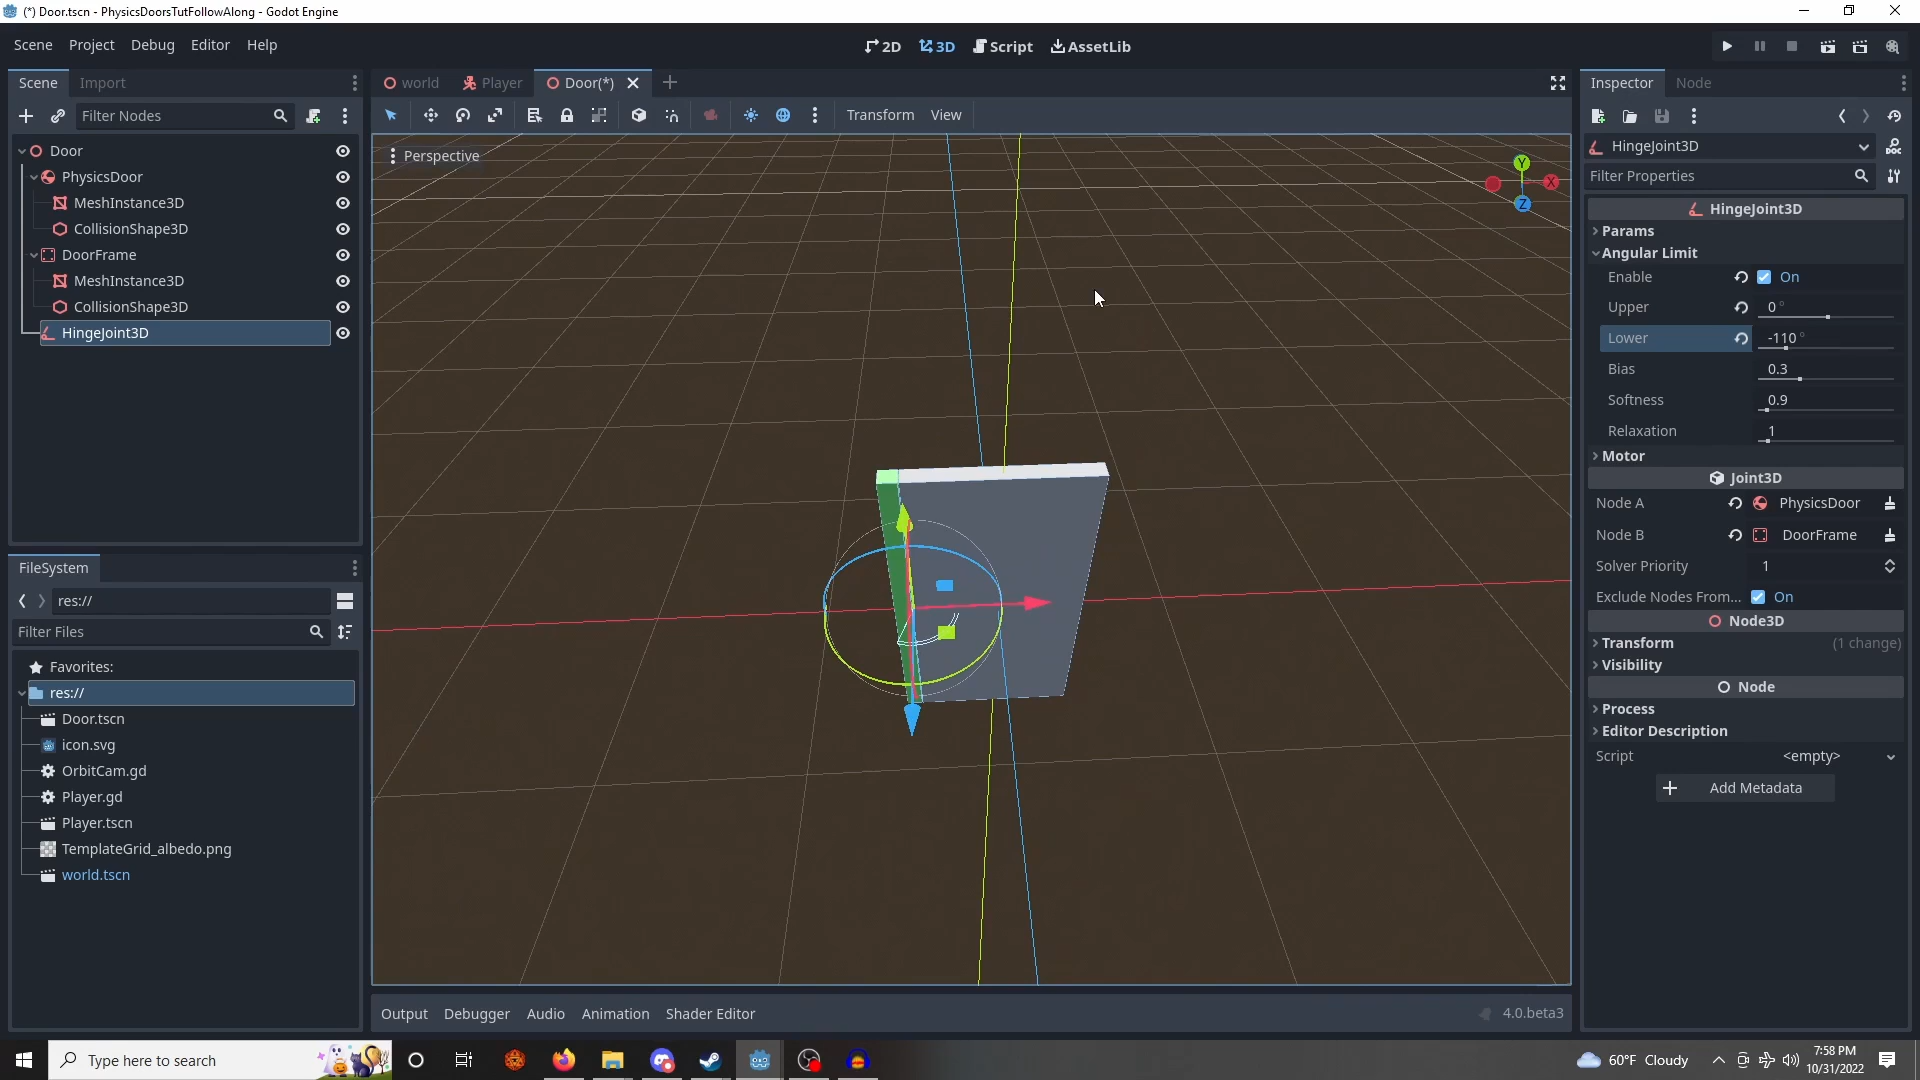 (*) Door.tscn - PhysicsDoorsTutFollowAlong - Godot Engine
Scene Project Debug Editor Help
2D 3D Script AssetLib
Scene Import
world Player Door(*)
Inspector Node
Filter Nodes
Transform View
HingeJoint3D
Filter Properties
Perspective
Y
X
Z
Door
PhysicsDoor
MeshInstance3D
CollisionShape3D
DoorFrame
MeshInstance3D
CollisionShape3D
HingeJoint3D
HingeJoint3D
Params
Angular Limit
Enable On
Upper 0°
Lower -110°
Bias 0.3
Softness 0.9
Relaxation 1
Motor
Joint3D
Node A PhysicsDoor
Node B DoorFrame
Solver Priority 1
Exclude Nodes From... On
Node3D
Transform (1 change)
Visibility
Node
Process
Editor Description
Script <empty>
Add Metadata
FileSystem
res://
Filter Files
Favorites:
res://
Door.tscn
icon.svg
OrbitCam.gd
Player.gd
Player.tscn
TemplateGrid_albedo.png
world.tscn
Output Debugger Audio Animation Shader Editor 4.0.beta3
Type here to search
60°F Cloudy
7:58 PM
10/31/2022